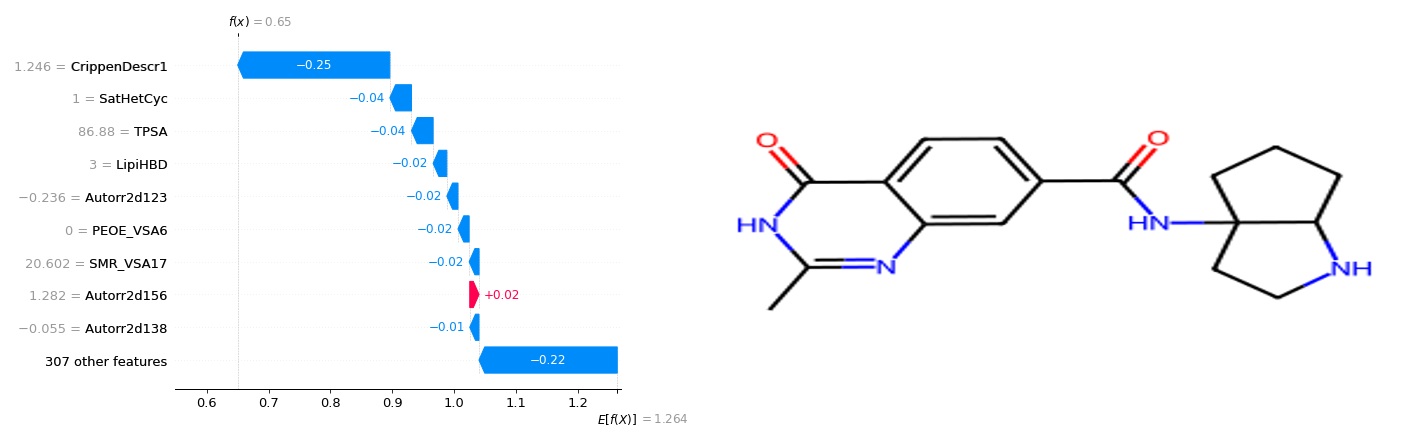 f(x) = 0.65
1.246 = CrippenDescr1
−0.25
1 = SatHetCyc
−0.04
86.88 = TPSA
−0.04
3 = LipiHBD
−0.02
−0.236 = Autorr2d123
−0.02
0 = PEOE_VSA6
−0.02
20.602 = SMR_VSA17
−0.02
1.282 = Autorr2d156
+0.02
−0.055 = Autorr2d138
−0.01
307 other features
−0.22
0.6 0.7 0.8 0.9 1.0 1.1 1.2
E[f(X)] = 1.264
O
O
HN
HN
N
NH